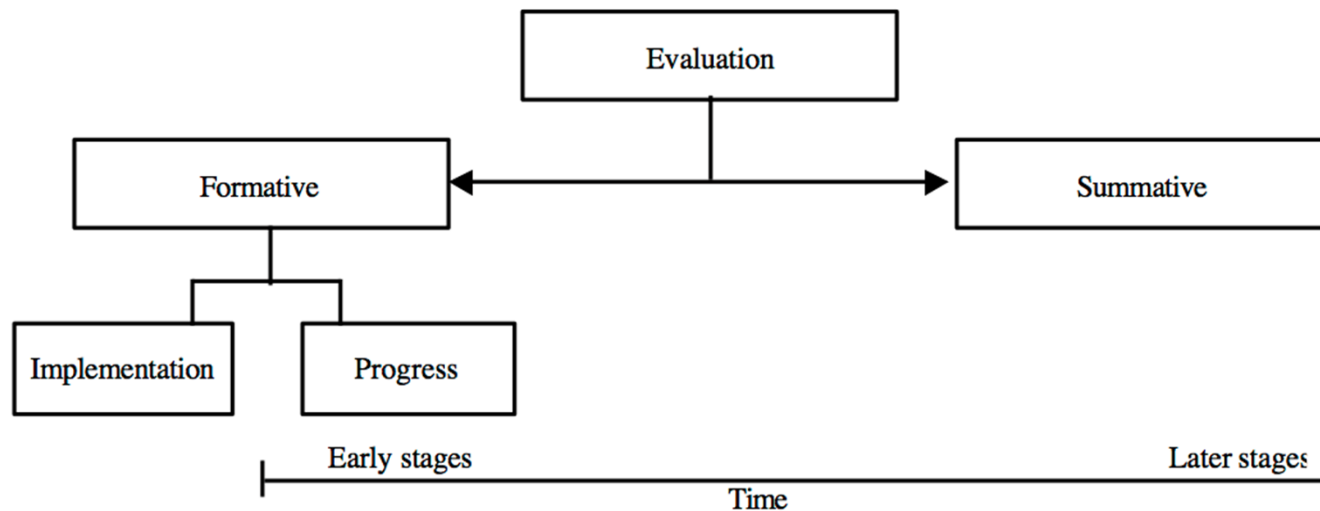 Evaluation
Formative
Summative
Implementation
Progress
Early stages
Later stages
Time